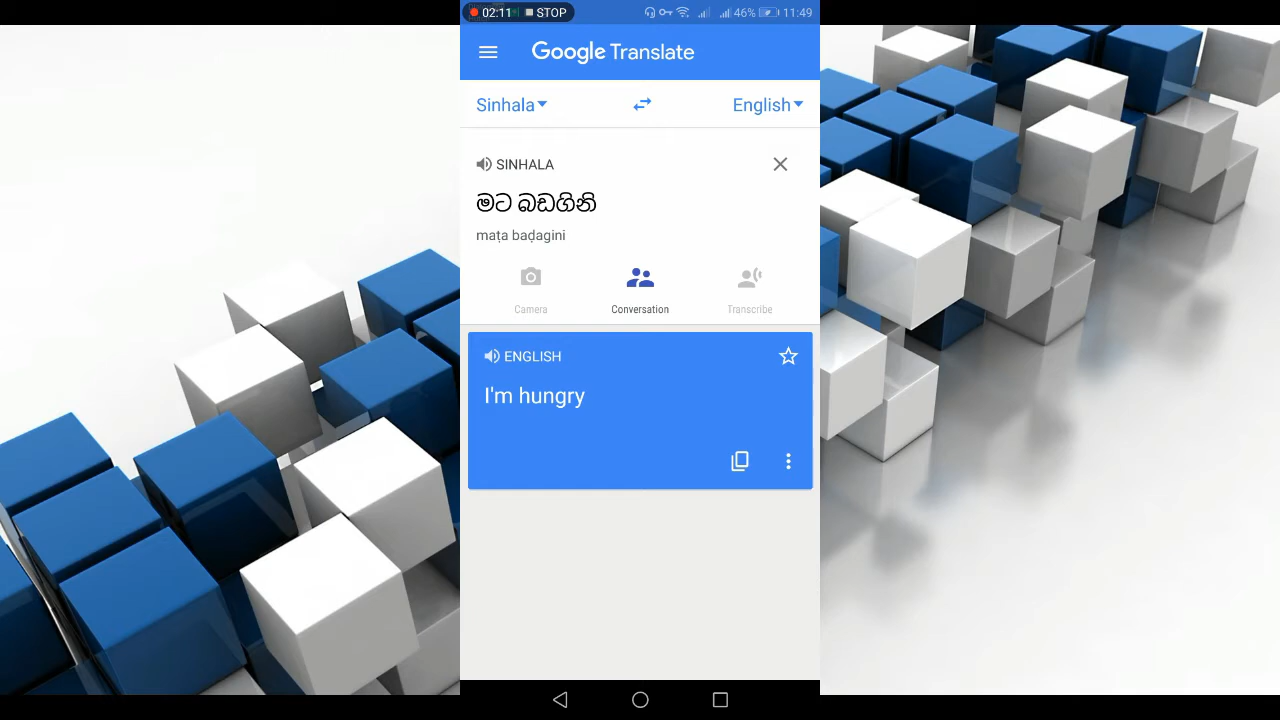 02:11 STOP 46% 11:49
Google Translate
Sinhala English
SINHALA
මට බඩගිනි
maṭa baḍagini
Camera Conversation Transcribe
ENGLISH
I'm hungry